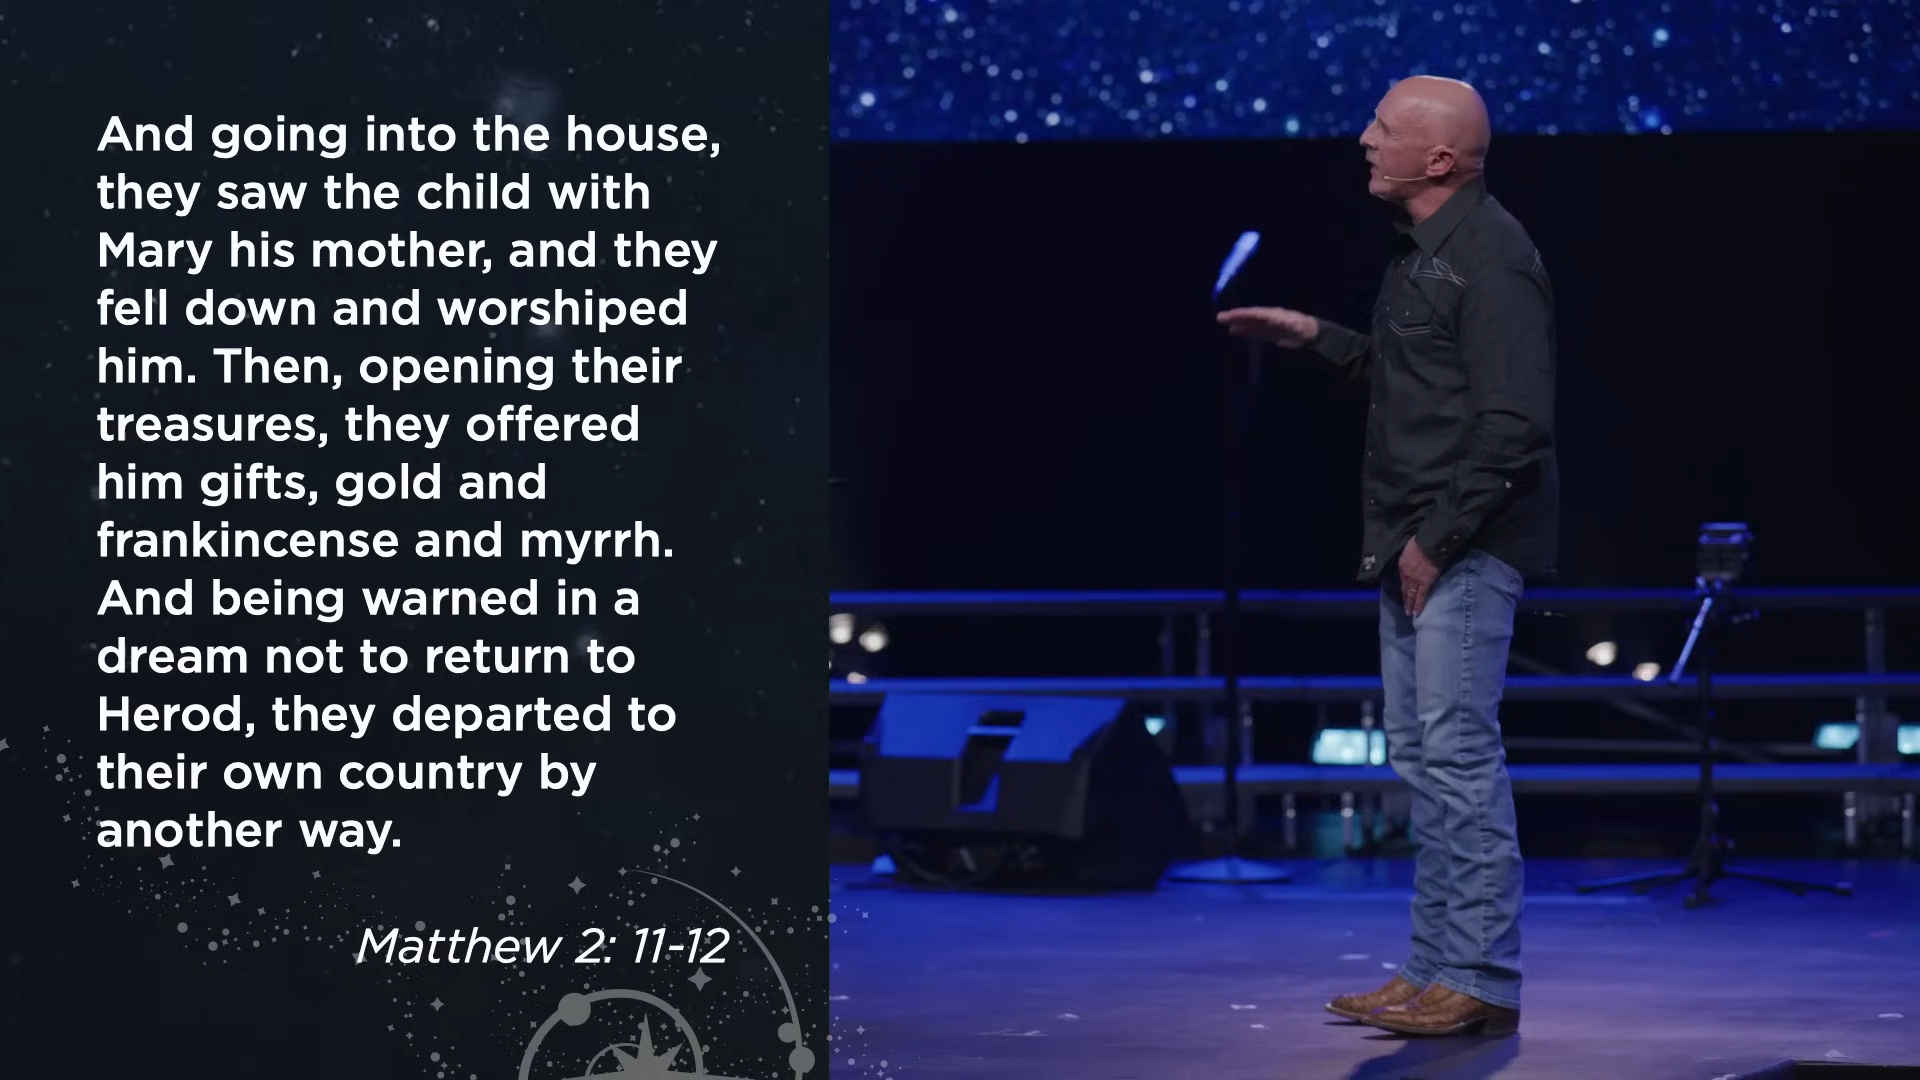 And going into the house,
they saw the child with
Mary his mother, and they
fell down and worshiped
him. Then, opening their
treasures, they offered
him gifts, gold and
frankincense and myrrh.
And being warned in a
dream not to return to
Herod, they departed to
their own country by
another way.
Matthew 2: 11-12